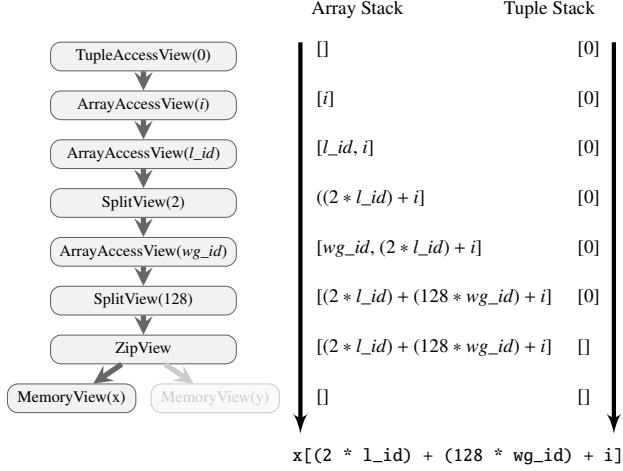 Array Stack Tuple Stack
TupleAccessView(0) [] [0]
ArrayAccessView(i) [i] [0]
ArrayAccessView(l_id) [l_id, i] [0]
SplitView(2) ((2 * l_id) + i] [0]
ArrayAccessView(wg_id) [wg_id, (2 * l_id) + i] [0]
SplitView(128) [(2 * l_id) + (128 * wg_id) + i] [0]
ZipView [(2 * l_id) + (128 * wg_id) + i] []
MemoryView(x) MemoryView(y) [] []
x[(2 * l_id) + (128 * wg_id) + i]